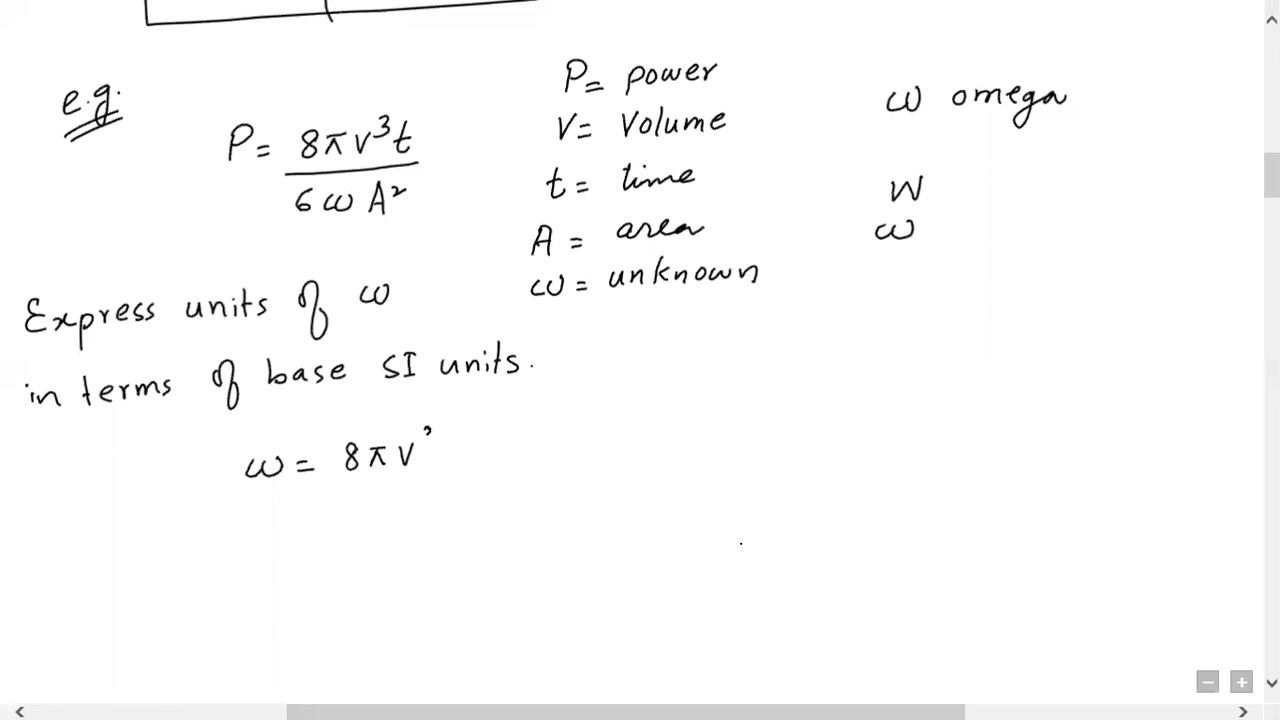 e.g.
P = 8πv³t / 6ωA²
P = power
V = Volume
t = time
A = area
ω = unknown
ω omega
W
ω
Express units of ω
in terms of base SI units.
ω = 8πv³